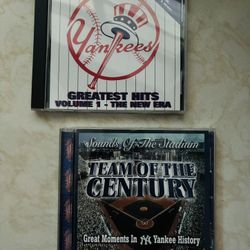 Yankees
GREATEST HITS
VOLUME 1 - THE NEW ERA
Sounds Of The Stadium
TEAM OF THE
CENTURY
Great Moments In NY Yankee History